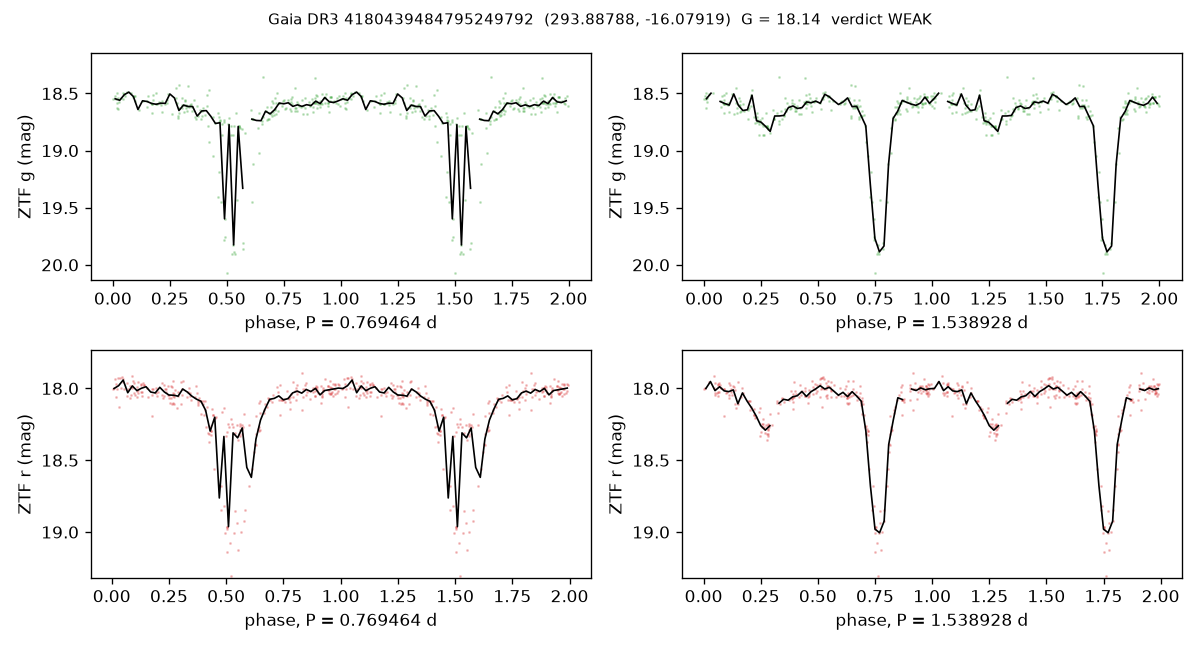 Gaia DR3 4180439484795249792  (293.88788, -16.07919)  G = 18.14  verdict WEAK
ZTF g (mag)
18.5
19.0
19.5
20.0
0.00 0.25 0.50 0.75 1.00 1.25 1.50 1.75 2.00
phase, P = 0.769464 d
ZTF g (mag)
18.5
19.0
19.5
20.0
0.00 0.25 0.50 0.75 1.00 1.25 1.50 1.75 2.00
phase, P = 1.538928 d
ZTF r (mag)
18.0
18.5
19.0
0.00 0.25 0.50 0.75 1.00 1.25 1.50 1.75 2.00
phase, P = 0.769464 d
ZTF r (mag)
18.0
18.5
19.0
0.00 0.25 0.50 0.75 1.00 1.25 1.50 1.75 2.00
phase, P = 1.538928 d